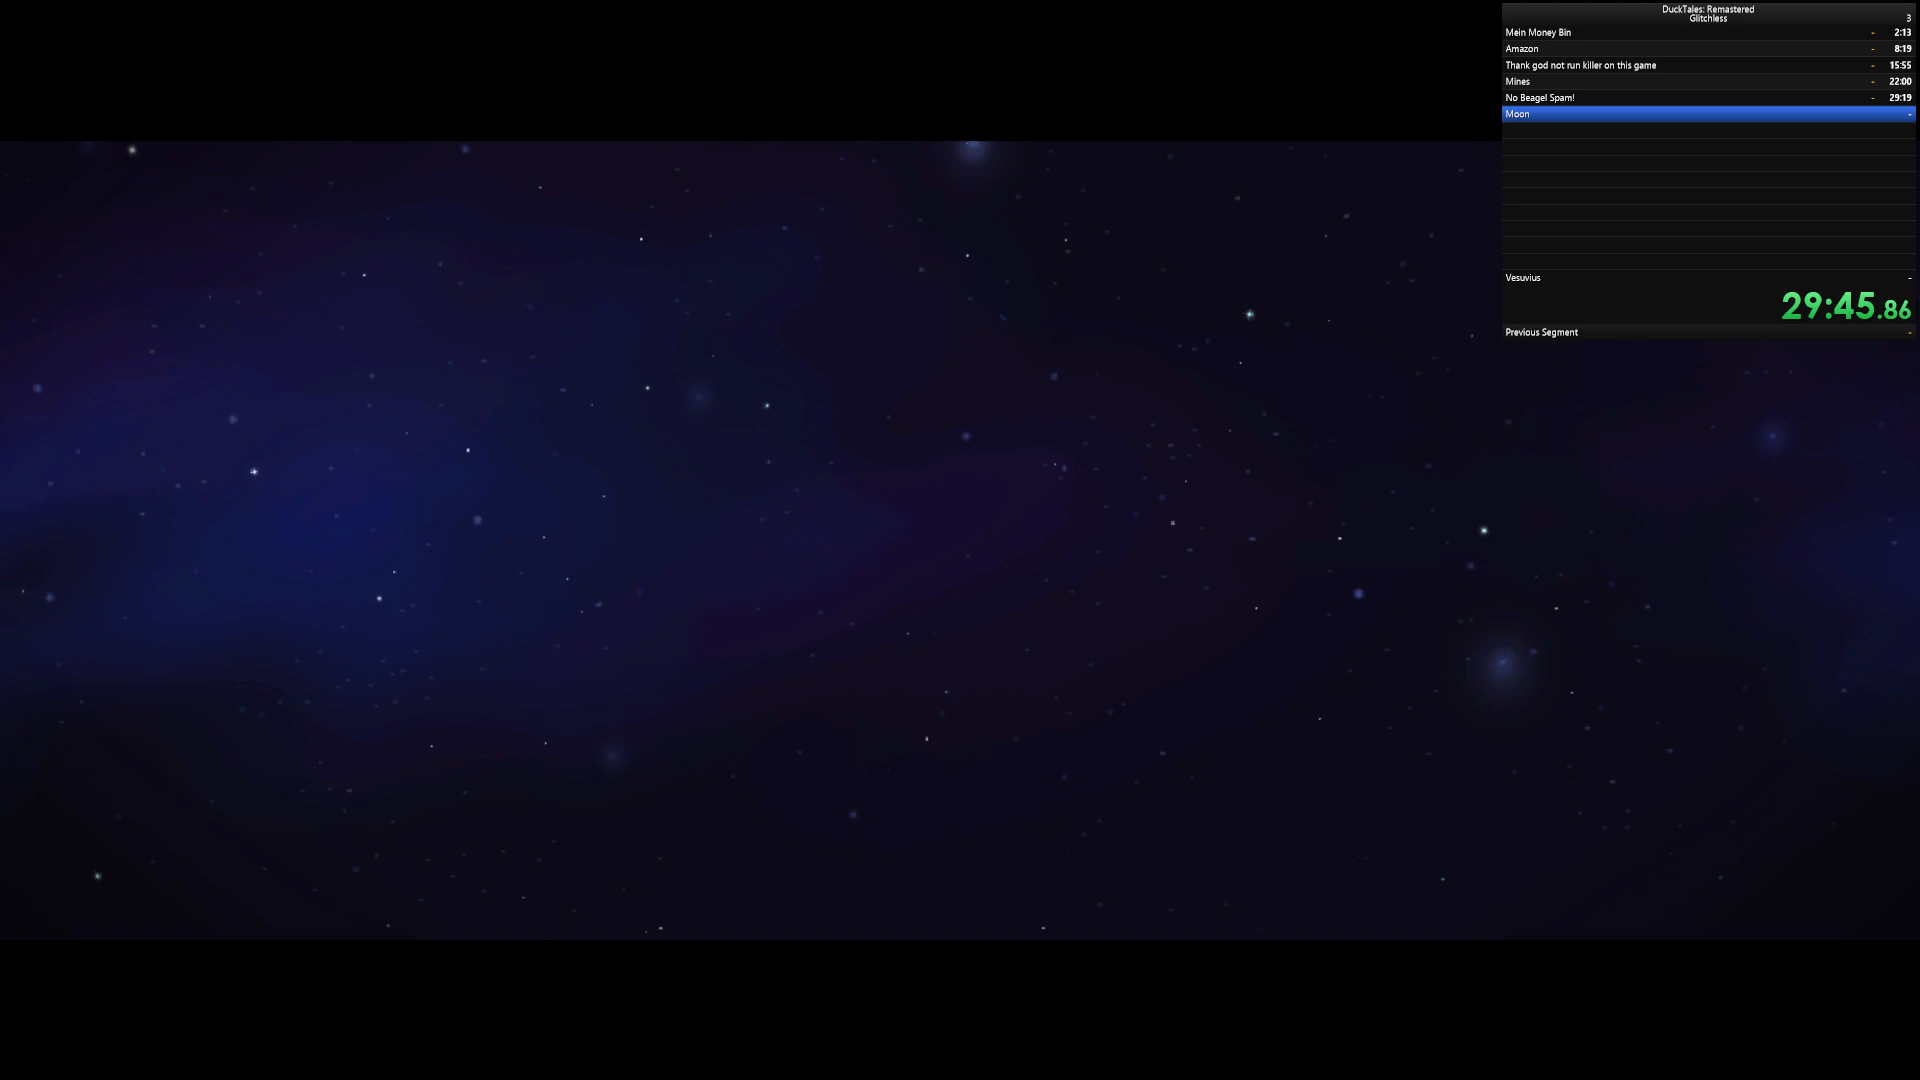 DuckTales: Remastered
Glitchless 3
Mein Money Bin - 2:13
Amazon - 8:19
Thank god not run killer on this game - 15:55
Mines - 22:00
No Beagel Spam! - 29:19
Moon -
Vesuvius -
29:45.86
Previous Segment -